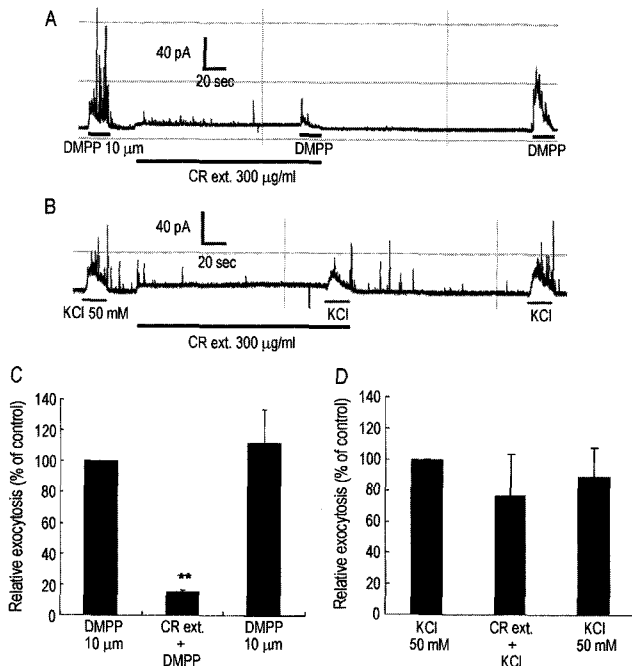 A
40 pA
20 sec
DMPP 10 μm
DMPP
DMPP
CR ext. 300 μg/ml
B
40 pA
20 sec
KCl 50 mM
KCl
KCl
CR ext. 300 μg/ml
C
Relative exocytosis (% of control)
140
120
100
80
60
40
20
0
**
DMPP
10 μm
CR ext.
+
DMPP
DMPP
10 μm
D
Relative exocytosis (% of control)
140
120
100
80
60
40
20
0
KCl
50 mM
CR ext.
+
KCl
KCl
50 mM